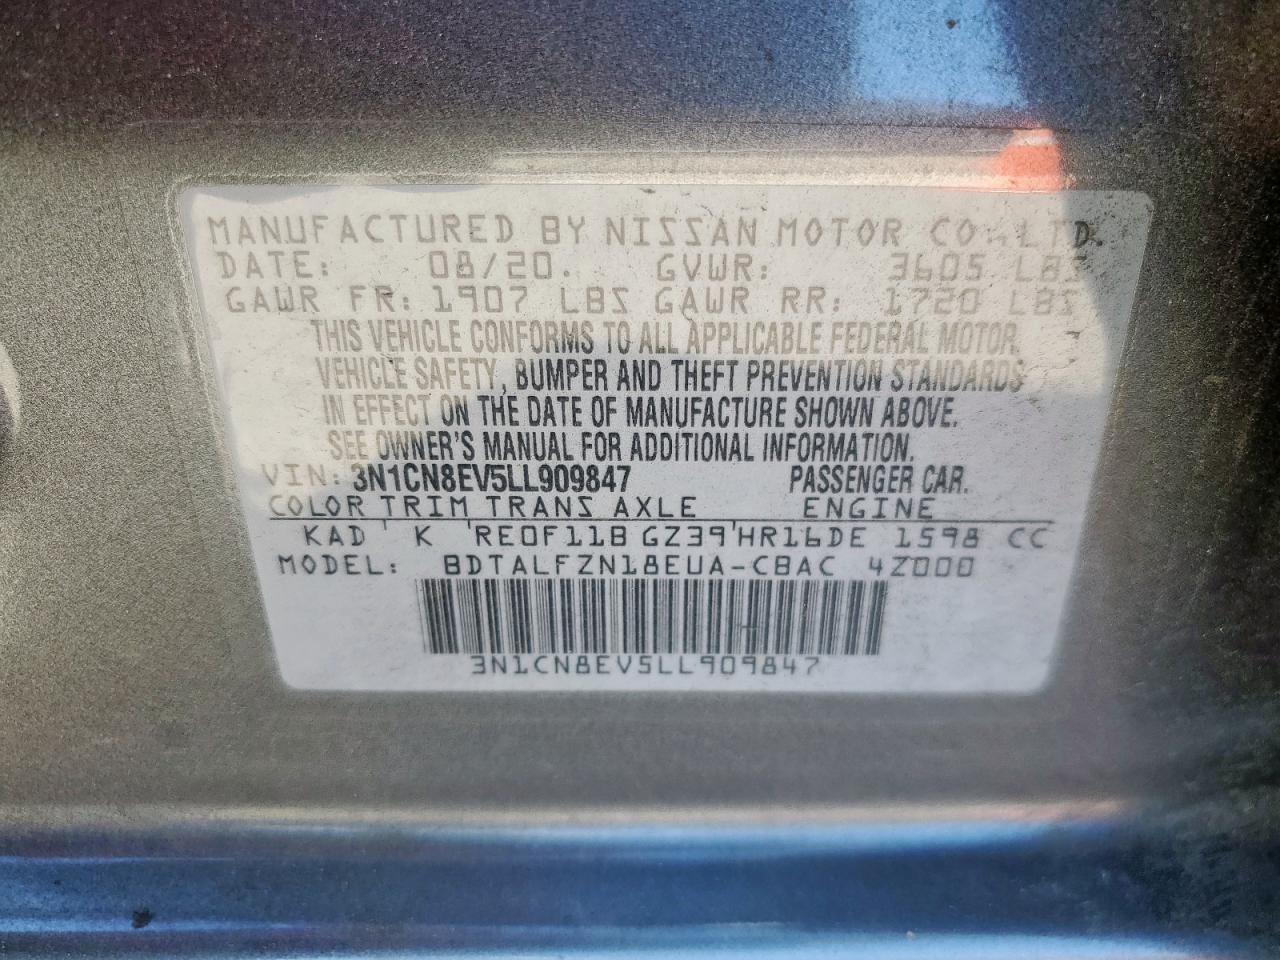 MANUFACTURED BY NISSAN MOTOR CO., LTD.
DATE: 08/20. GVWR: 3605 LBS
GAWR FR: 1907 LBS GAWR RR: 1720 LBS
THIS VEHICLE CONFORMS TO ALL APPLICABLE FEDERAL MOTOR
VEHICLE SAFETY, BUMPER AND THEFT PREVENTION STANDARDS
IN EFFECT ON THE DATE OF MANUFACTURE SHOWN ABOVE.
SEE OWNER'S MANUAL FOR ADDITIONAL INFORMATION.
VIN: 3N1CN8EV5LL909847 PASSENGER CAR.
COLOR TRIM TRANS AXLE ENGINE
KAD K RE0F11B GZ39 HR16DE 1598 CC
MODEL: BDTALFZN18EUA-CBAC 4Z000
3N1CN8EV5LL909847